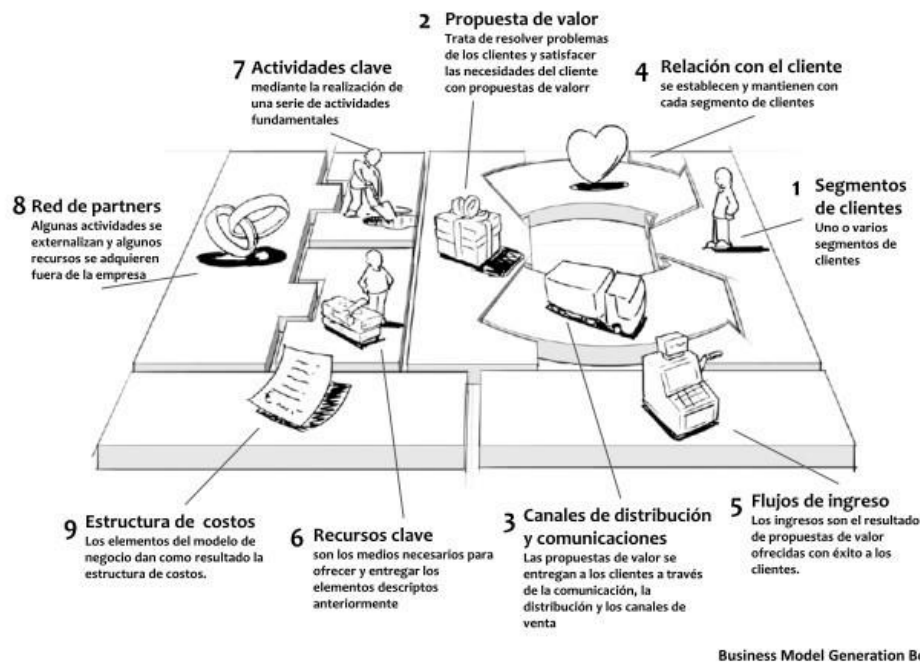 2 Propuesta de valor
Trata de resolver problemas
de los clientes y satisfacer
las necesidades del cliente
con propuestas de valorr
7 Actividades clave
mediante la realización de
una serie de actividades
fundamentales
4 Relación con el cliente
se establecen y mantienen con
cada segmento de clientes
8 Red de partners
Algunas actividades se
externalizan y algunos
recursos se adquieren
fuera de la empresa
1 Segmentos
de clientes
Uno o varios
segmentos de
clientes
9 Estructura de costos
Los elementos del modelo de
negocio dan como resultado la
estructura de costos.
6 Recursos clave
son los medios necesarios para
ofrecer y entregar los
elementos descriptos
anteriormente
3 Canales de distribución
y comunicaciones
Las propuestas de valor se
entregan a los clientes a través
de la comunicación, la
distribución y los canales de
venta
5 Flujos de ingreso
Los ingresos son el resultado
de propuestas de valor
ofrecidas con éxito a los
clientes.
Business Model Generation